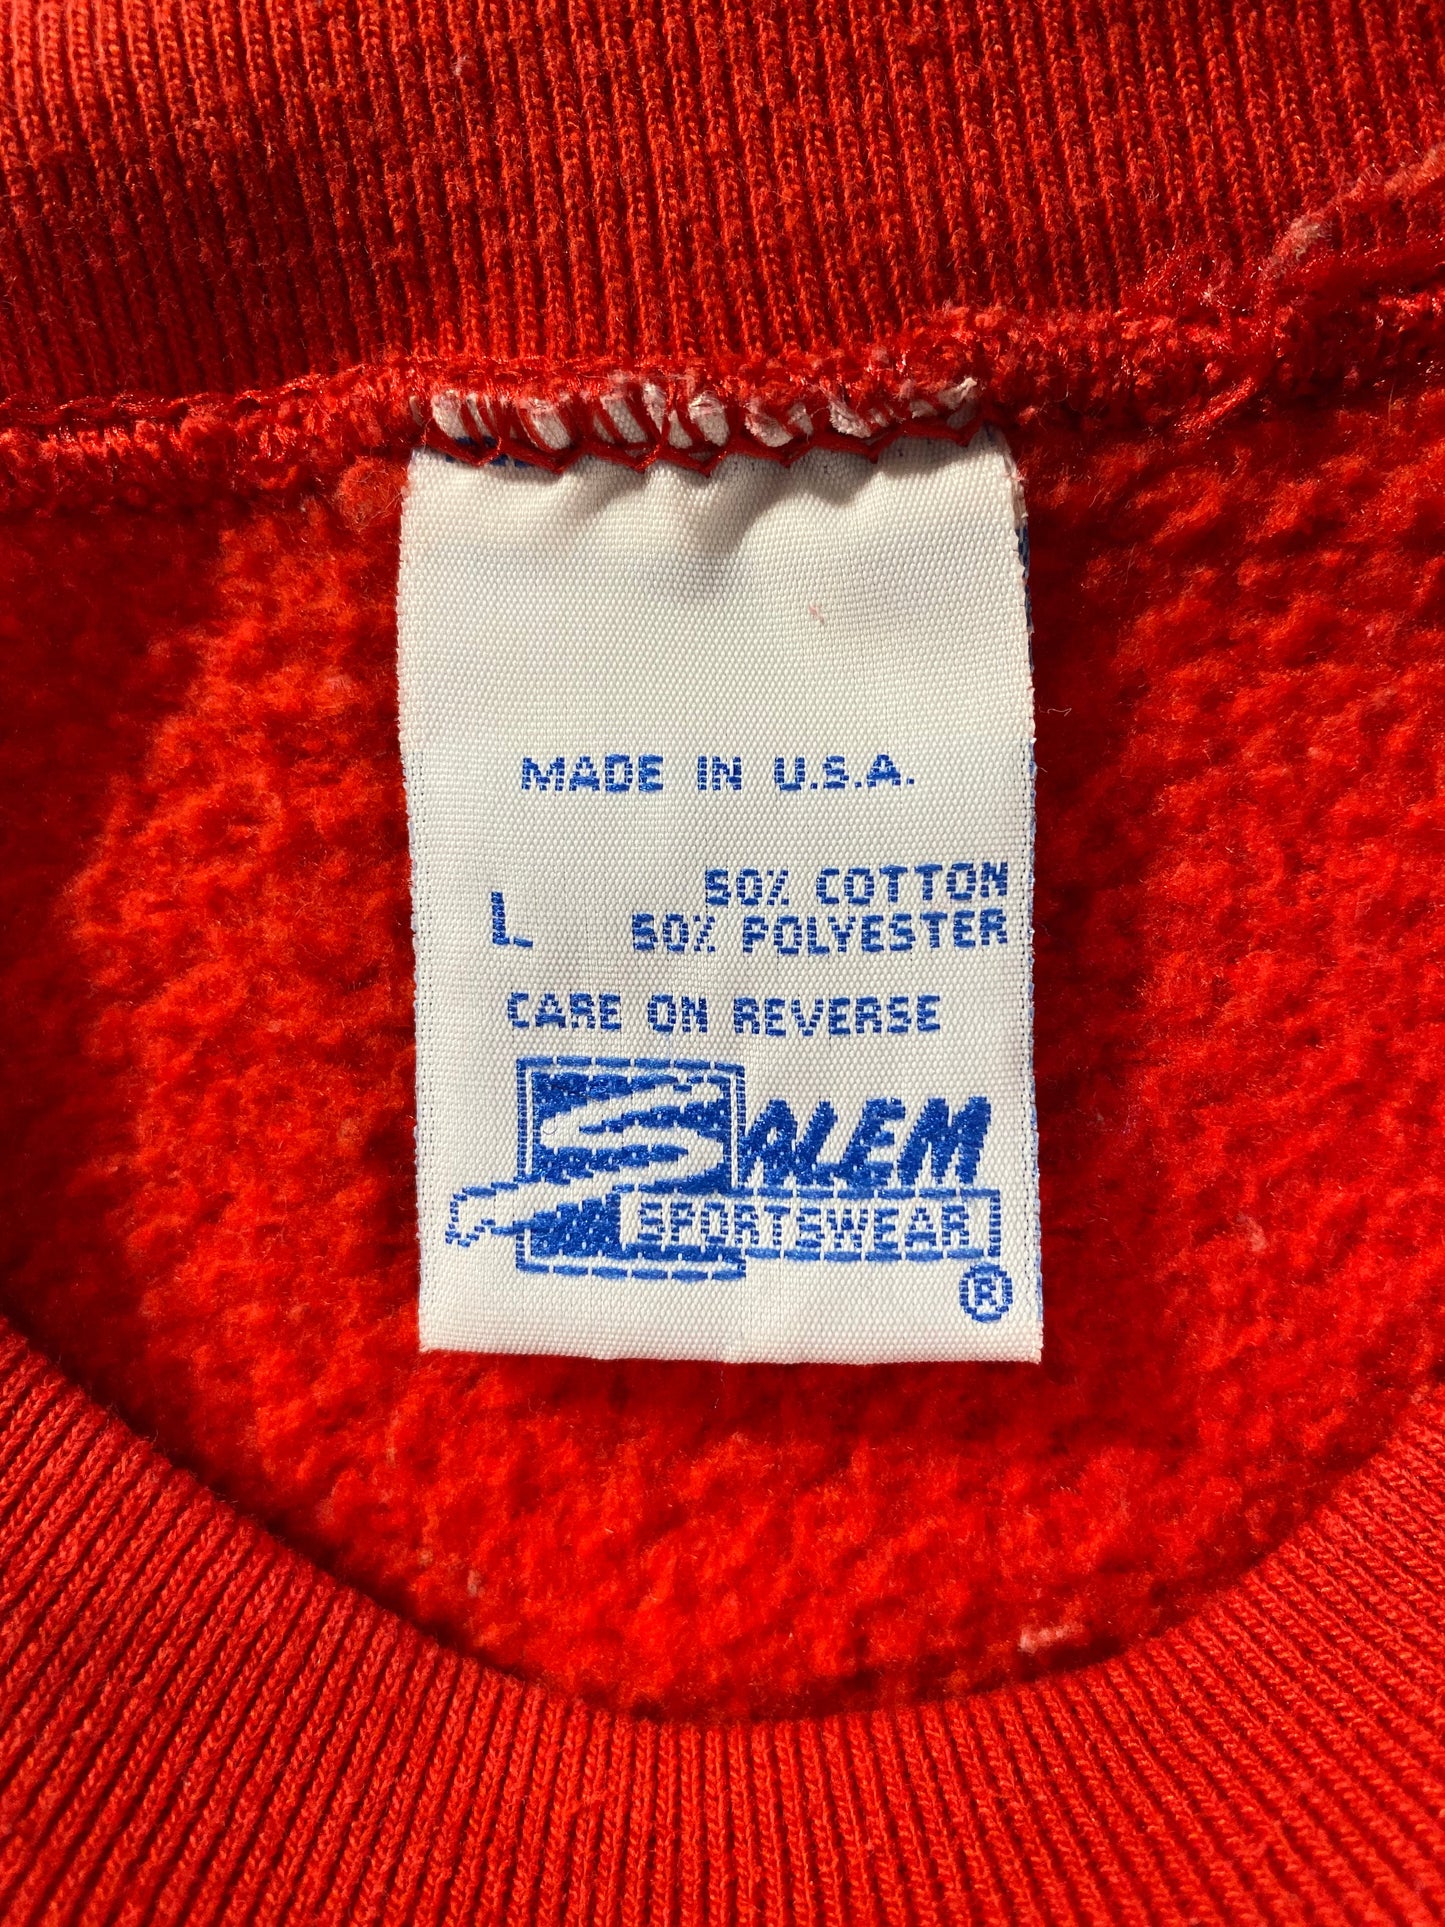 MADE IN U.S.A.
50% COTTON
L 50% POLYESTER
CARE ON REVERSE
SALEM
SPORTSWEAR
®